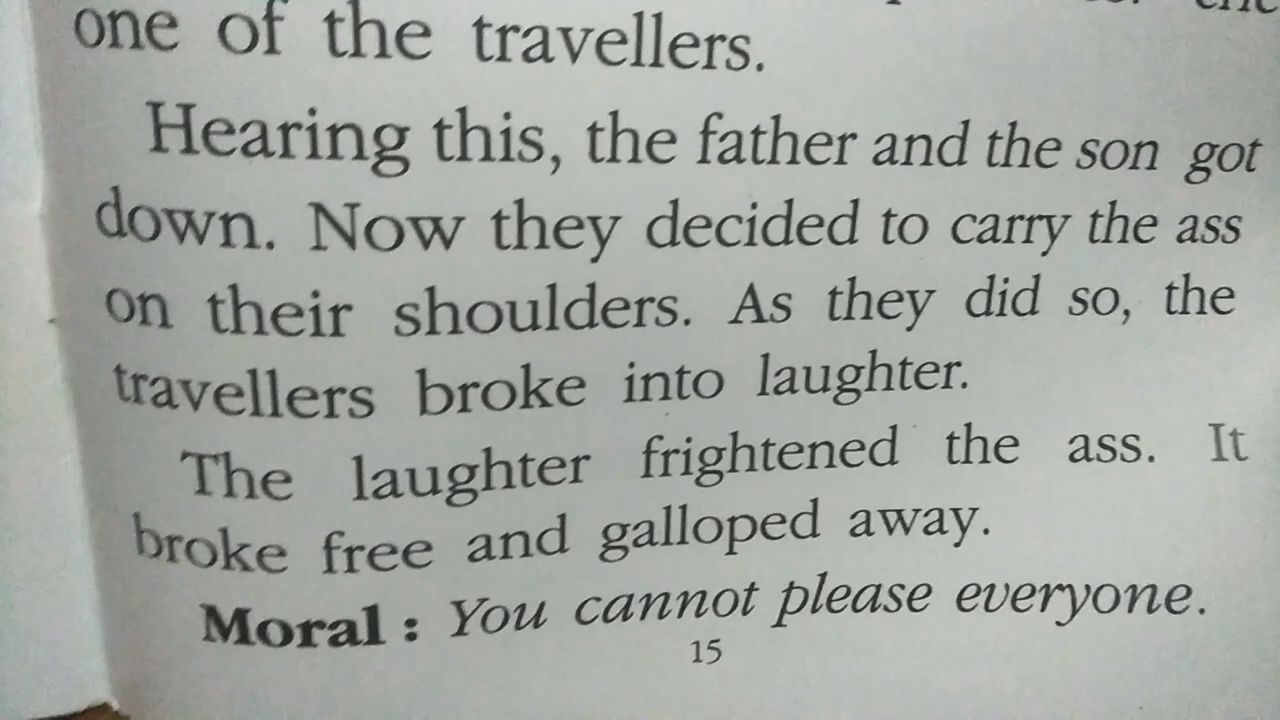 one of the travellers.
Hearing this, the father and the son got
down. Now they decided to carry the ass
on their shoulders. As they did so, the
travellers broke into laughter.
The laughter frightened the ass. It
broke free and galloped away.
Moral : You cannot please everyone.
15